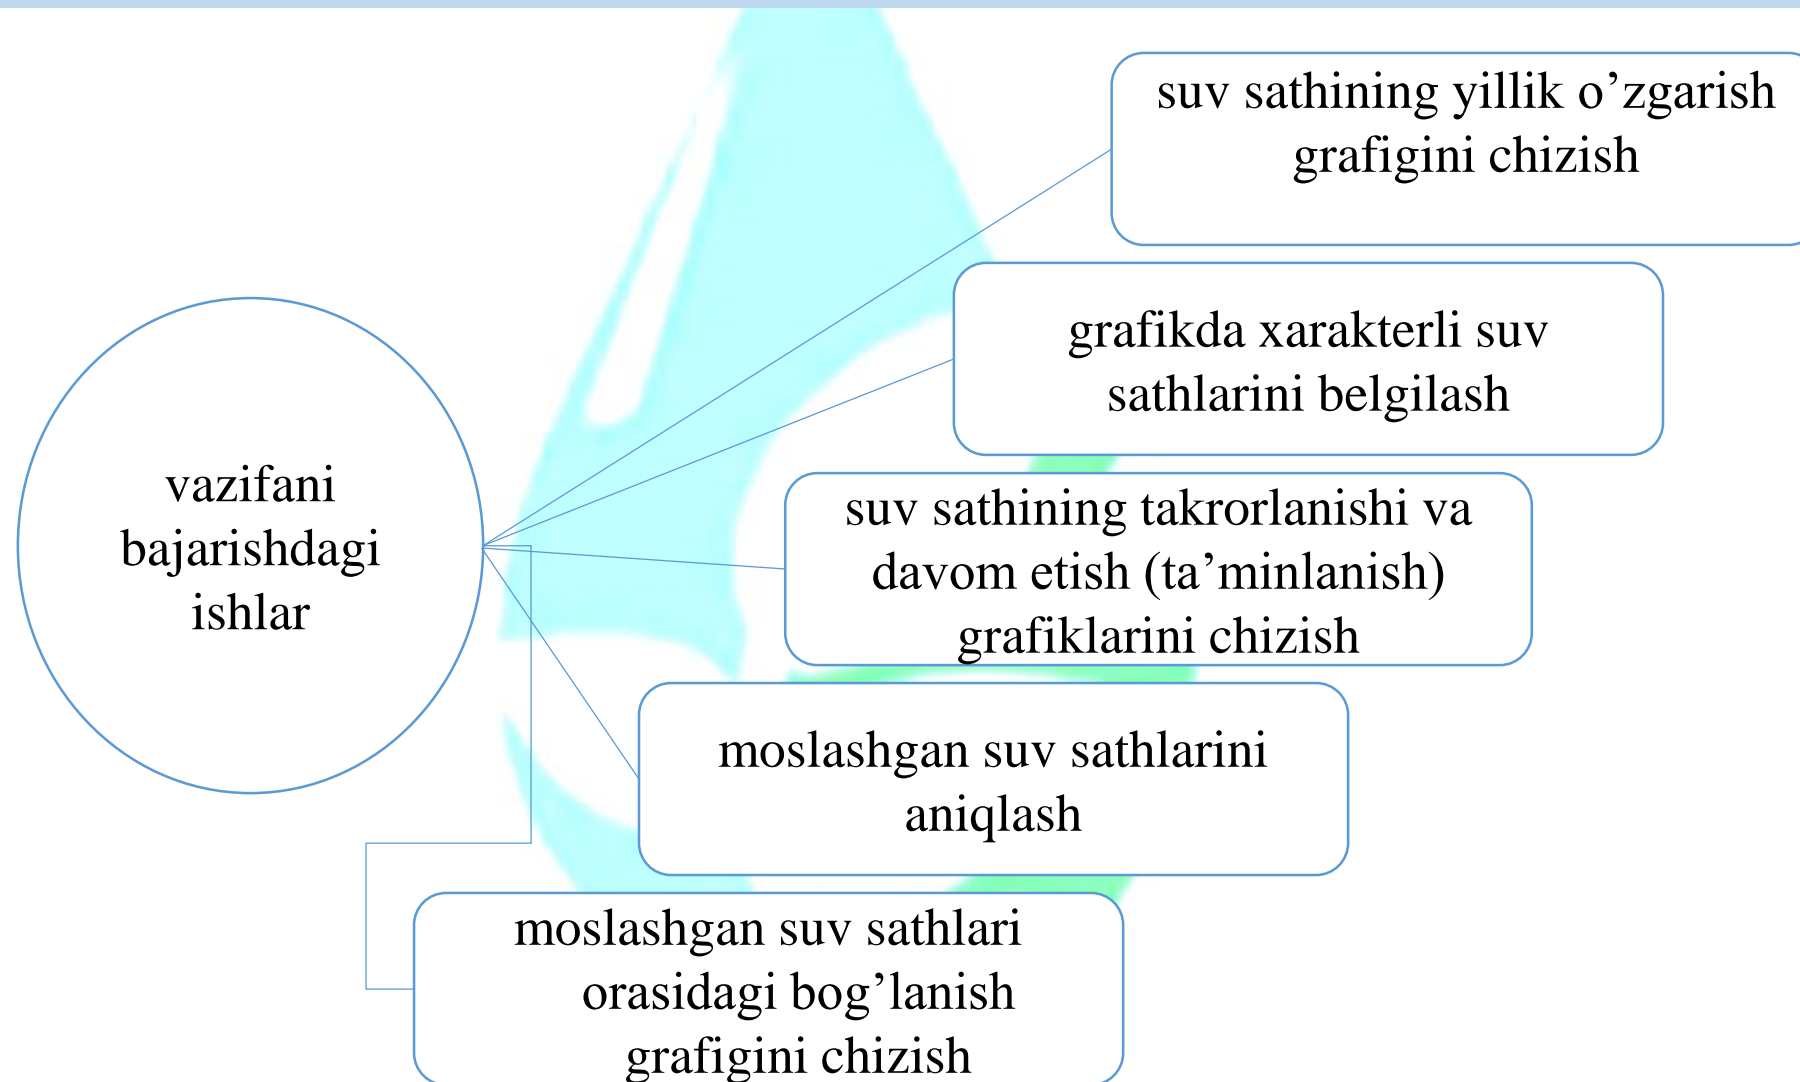 suv sathining yillik o’zgarish
grafigini chizish
grafikda xarakterli suv
sathlarini belgilash
vazifani
bajarishdagi
ishlar
suv sathining takrorlanishi va
davom etish (ta’minlanish)
grafiklarini chizish
moslashgan suv sathlarini
aniqlash
moslashgan suv sathlari
orasidagi bog’lanish
grafigini chizish